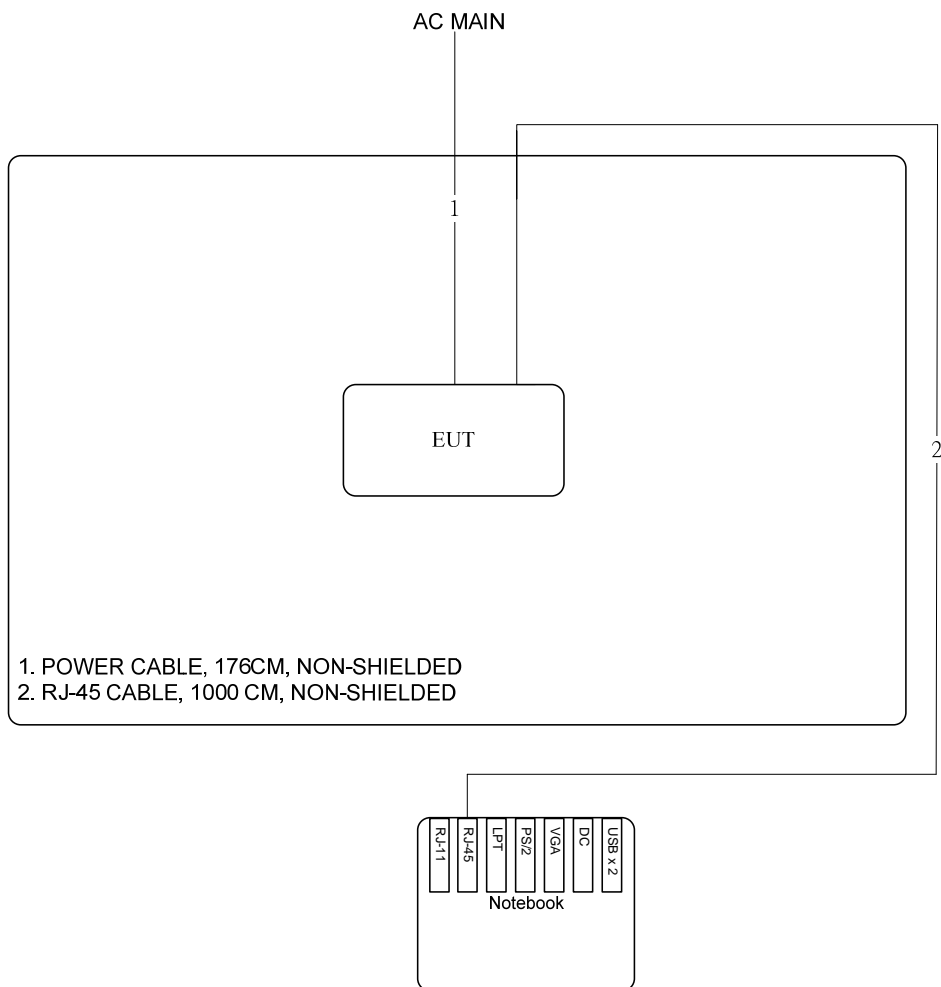 AC MAIN
1
EUT
2
1. POWER CABLE, 176CM, NON-SHIELDED
2. RJ-45 CABLE, 1000 CM, NON-SHIELDED
RJ-11
RJ-45
LPT
PS/2
VGA
DC
USB x 2
Notebook